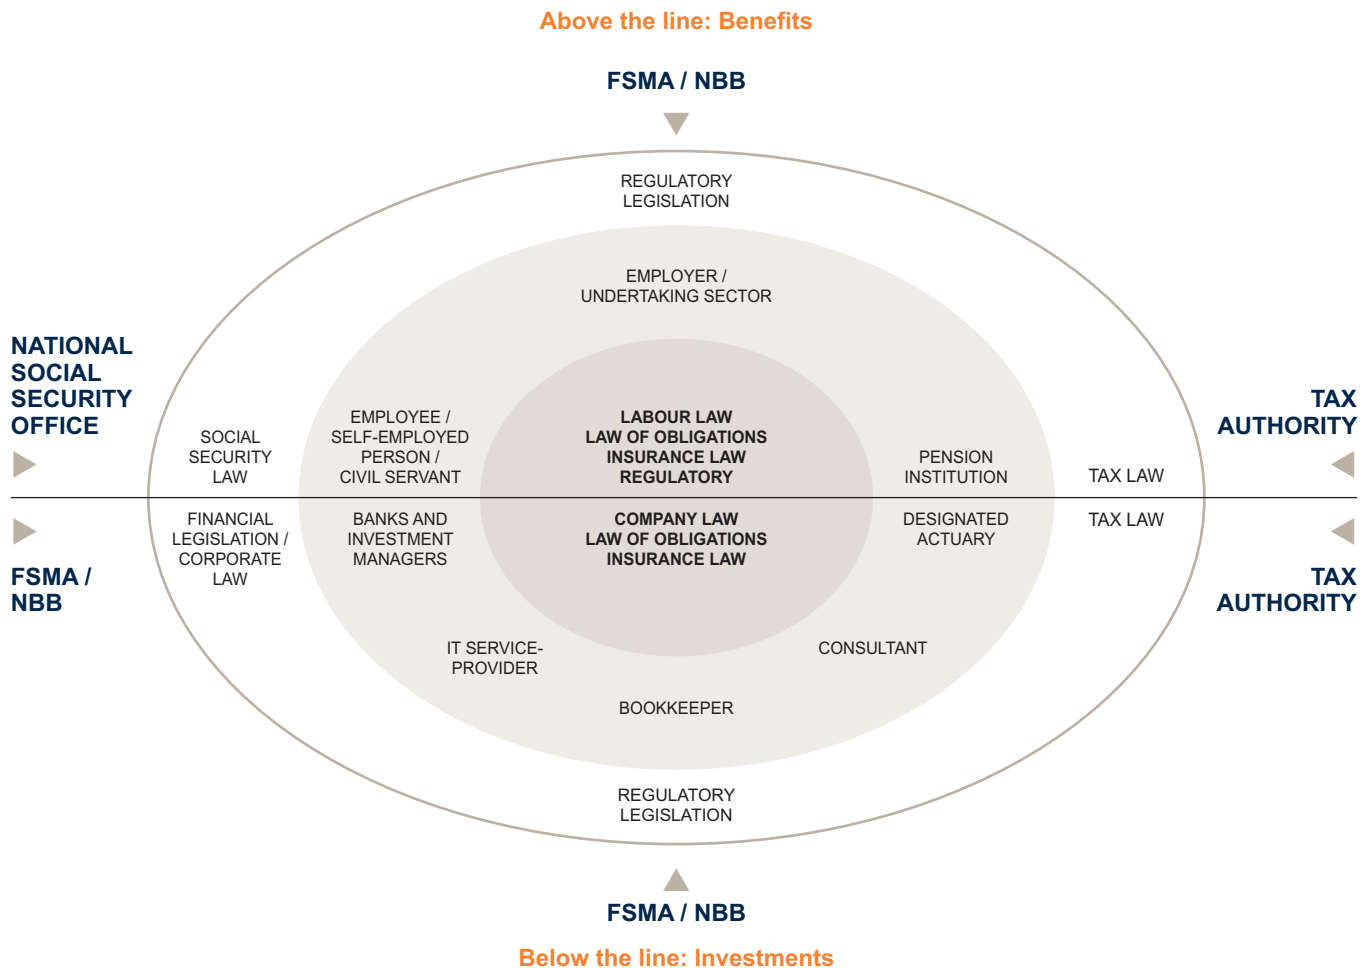 Above the line: Benefits
FSMA / NBB
REGULATORY
LEGISLATION
EMPLOYER /
UNDERTAKING SECTOR
NATIONAL
SOCIAL
SECURITY
OFFICE
SOCIAL
SECURITY
LAW
EMPLOYEE /
SELF-EMPLOYED
PERSON /
CIVIL SERVANT
LABOUR LAW
LAW OF OBLIGATIONS
INSURANCE LAW
REGULATORY
PENSION
INSTITUTION
TAX LAW
TAX
AUTHORITY
FSMA /
NBB
FINANCIAL
LEGISLATION /
CORPORATE
LAW
BANKS AND
INVESTMENT
MANAGERS
COMPANY LAW
LAW OF OBLIGATIONS
INSURANCE LAW
DESIGNATED
ACTUARY
TAX LAW
TAX
AUTHORITY
IT SERVICE-
PROVIDER
CONSULTANT
BOOKKEEPER
REGULATORY
LEGISLATION
FSMA / NBB
Below the line: Investments